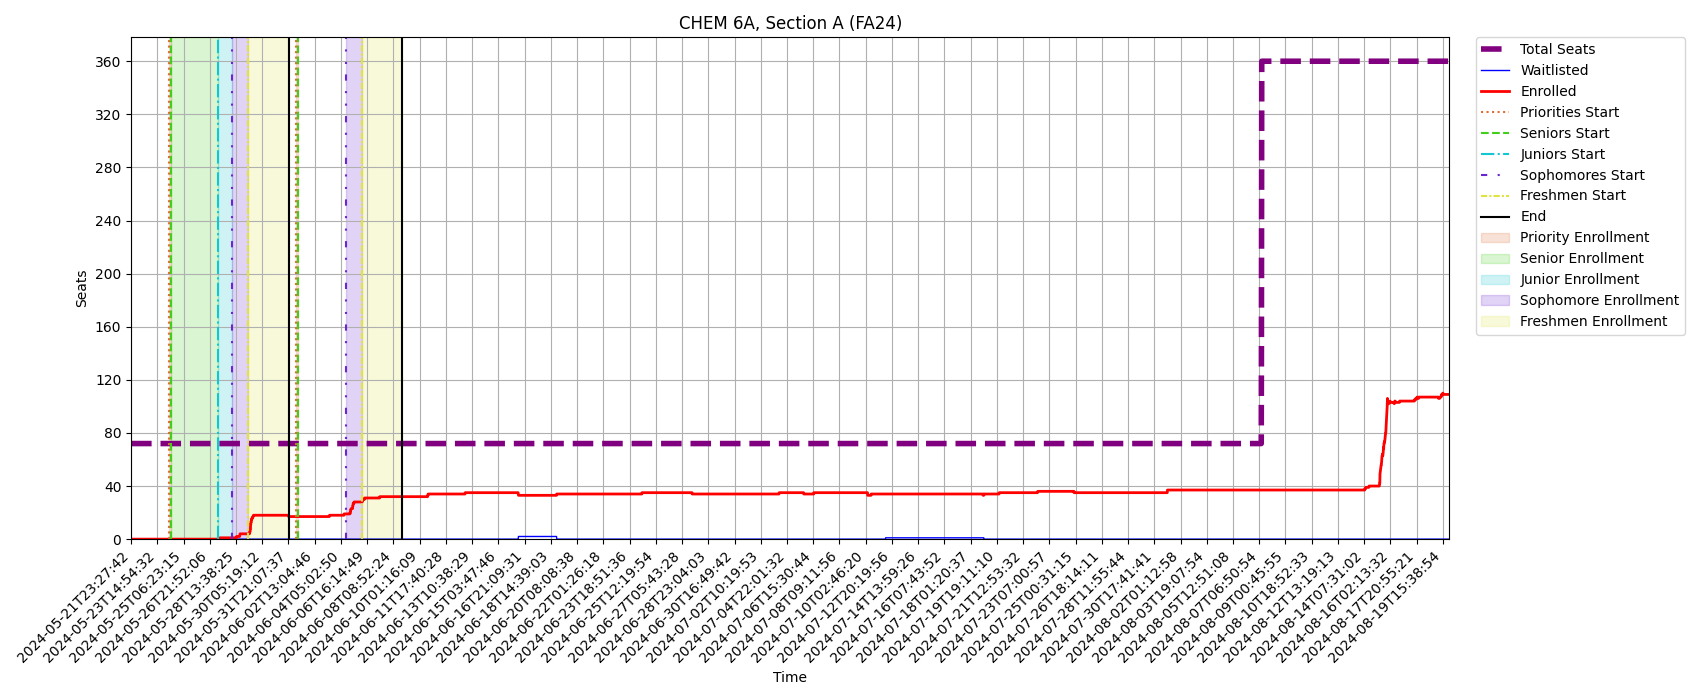 CHEM 6A, Section A (FA24)
Total Seats
Waitlisted
Enrolled
Priorities Start
Seniors Start
Juniors Start
Sophomores Start
Freshmen Start
End
Priority Enrollment
Senior Enrollment
Junior Enrollment
Sophomore Enrollment
Freshmen Enrollment
Seats
360
320
280
240
200
160
120
80
40
0
2024-05-21T23:27:42
2024-05-23T14:54:32
2024-05-25T06:23:15
2024-05-26T21:52:06
2024-05-28T13:38:25
2024-05-30T05:19:12
2024-05-31T21:07:37
2024-06-02T13:04:46
2024-06-04T05:02:50
2024-06-06T16:14:49
2024-06-08T08:52:24
2024-06-10T01:16:09
2024-06-11T17:40:28
2024-06-13T10:38:29
2024-06-15T03:47:46
2024-06-16T21:09:31
2024-06-18T14:39:03
2024-06-20T08:08:38
2024-06-22T01:26:18
2024-06-23T18:51:36
2024-06-25T12:19:54
2024-06-27T05:43:28
2024-06-28T23:04:03
2024-06-30T16:49:42
2024-07-02T10:19:53
2024-07-04T22:01:32
2024-07-06T15:30:44
2024-07-08T09:11:56
2024-07-10T02:46:20
2024-07-12T20:19:56
2024-07-14T13:59:26
2024-07-16T07:43:52
2024-07-18T01:20:37
2024-07-19T19:11:10
2024-07-21T12:53:32
2024-07-23T07:00:57
2024-07-25T00:31:15
2024-07-26T18:14:11
2024-07-28T11:55:44
2024-07-30T17:41:41
2024-08-02T01:12:58
2024-08-03T19:07:54
2024-08-05T12:51:08
2024-08-07T06:50:54
2024-08-09T00:45:55
2024-08-10T18:52:33
2024-08-12T13:19:13
2024-08-14T07:31:02
2024-08-16T02:13:32
2024-08-17T20:55:21
2024-08-19T15:38:54
Time